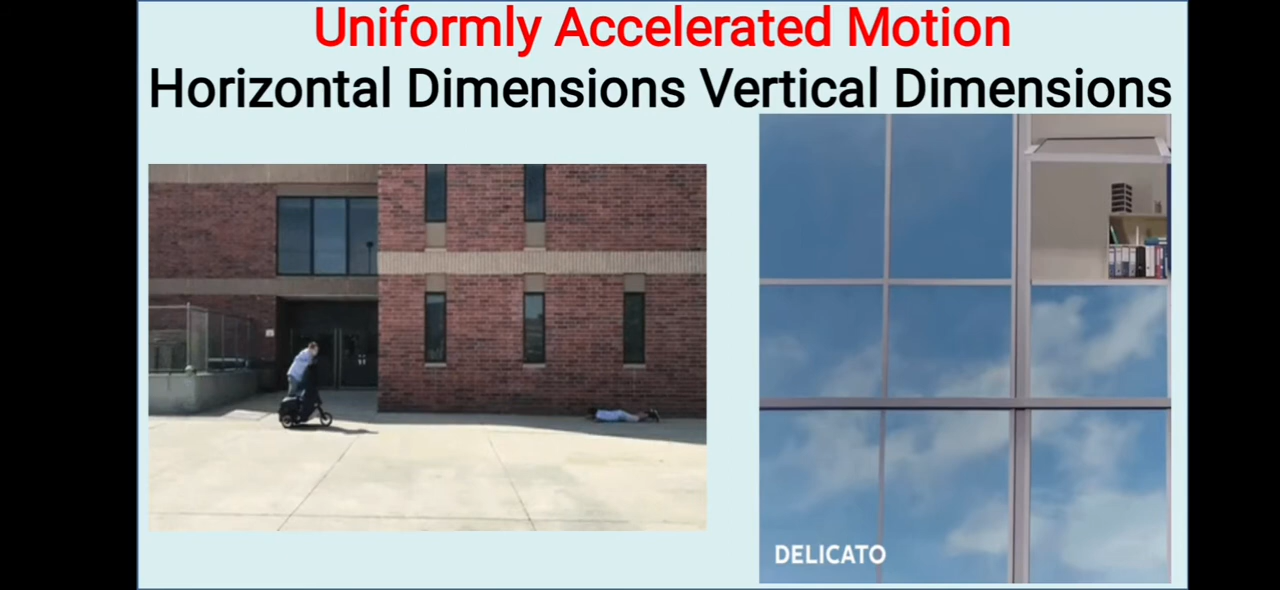 Uniformly Accelerated Motion
Horizontal Dimensions Vertical Dimensions
DELICATO